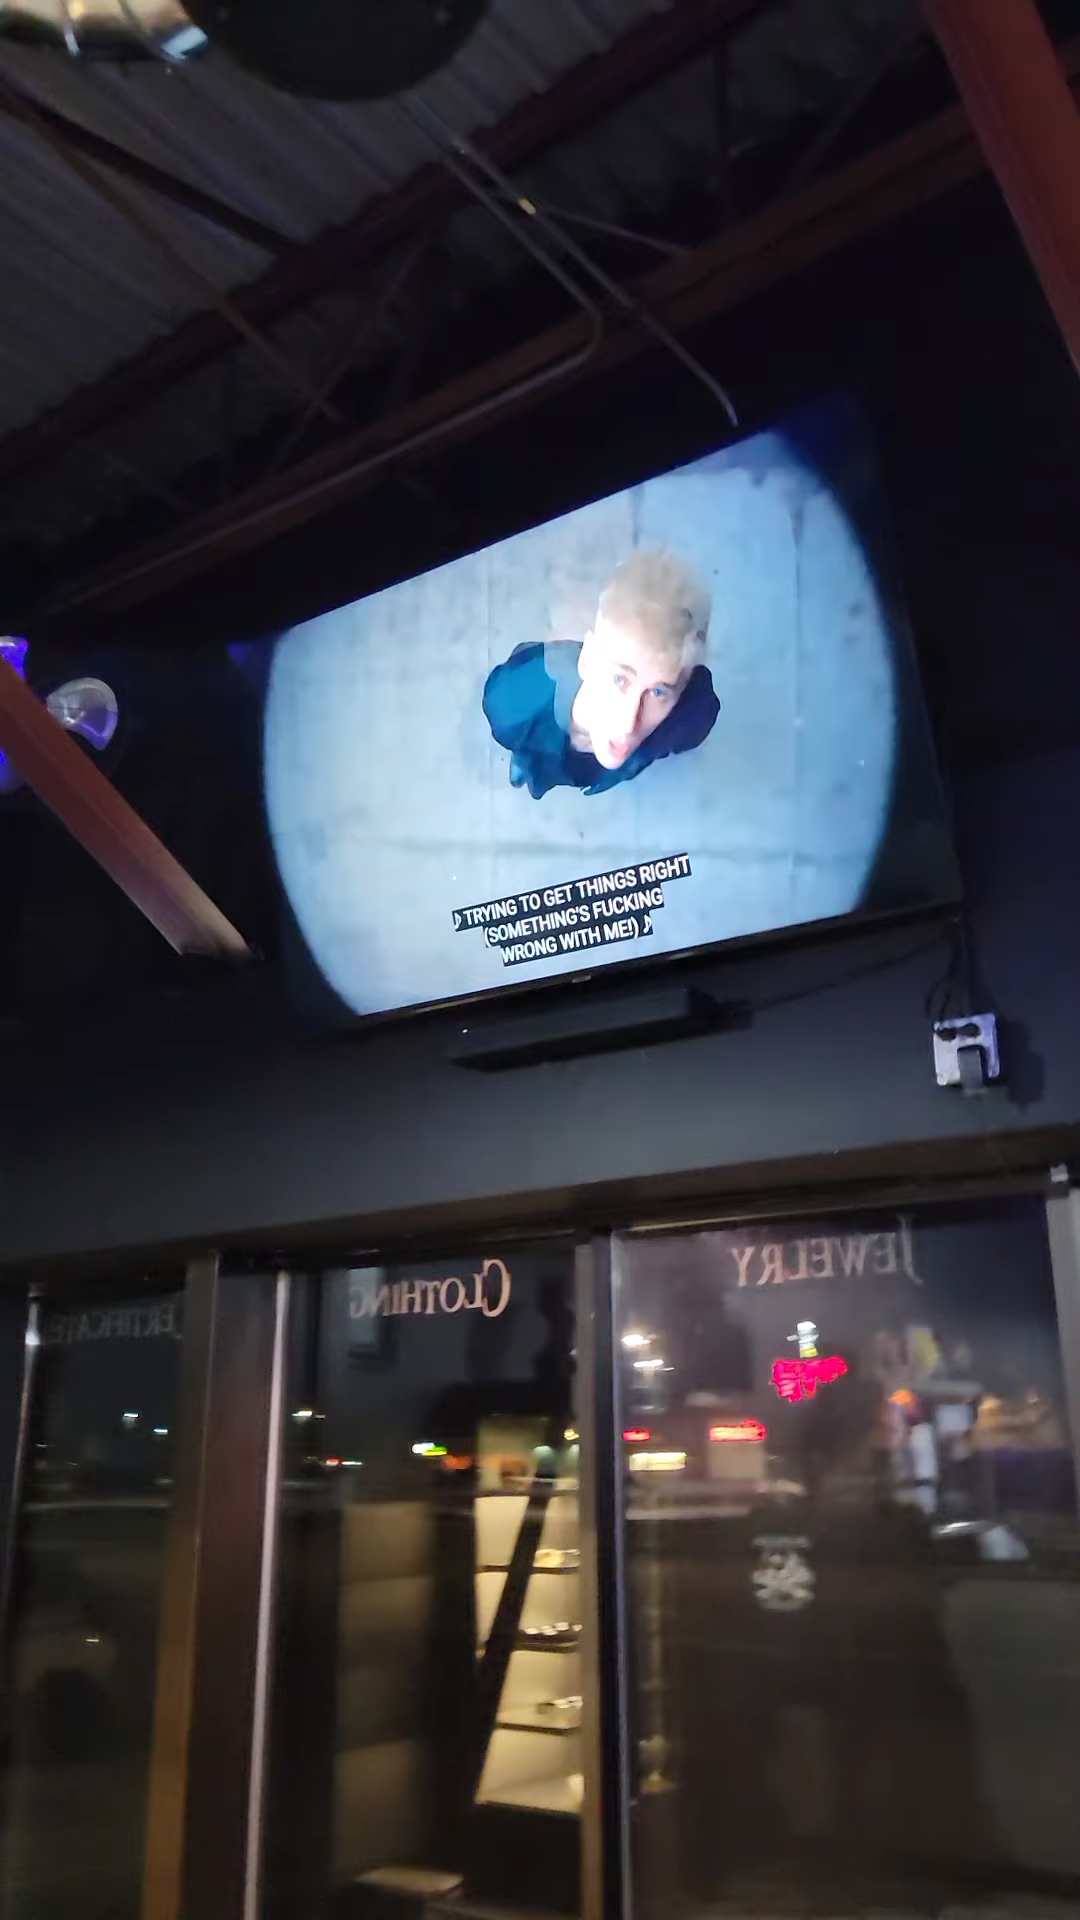 ♪ TRYING TO GET THINGS RIGHT
(SOMETHING'S FUCKING
WRONG WITH ME!) ♪
JEWELRY
CLOTHING